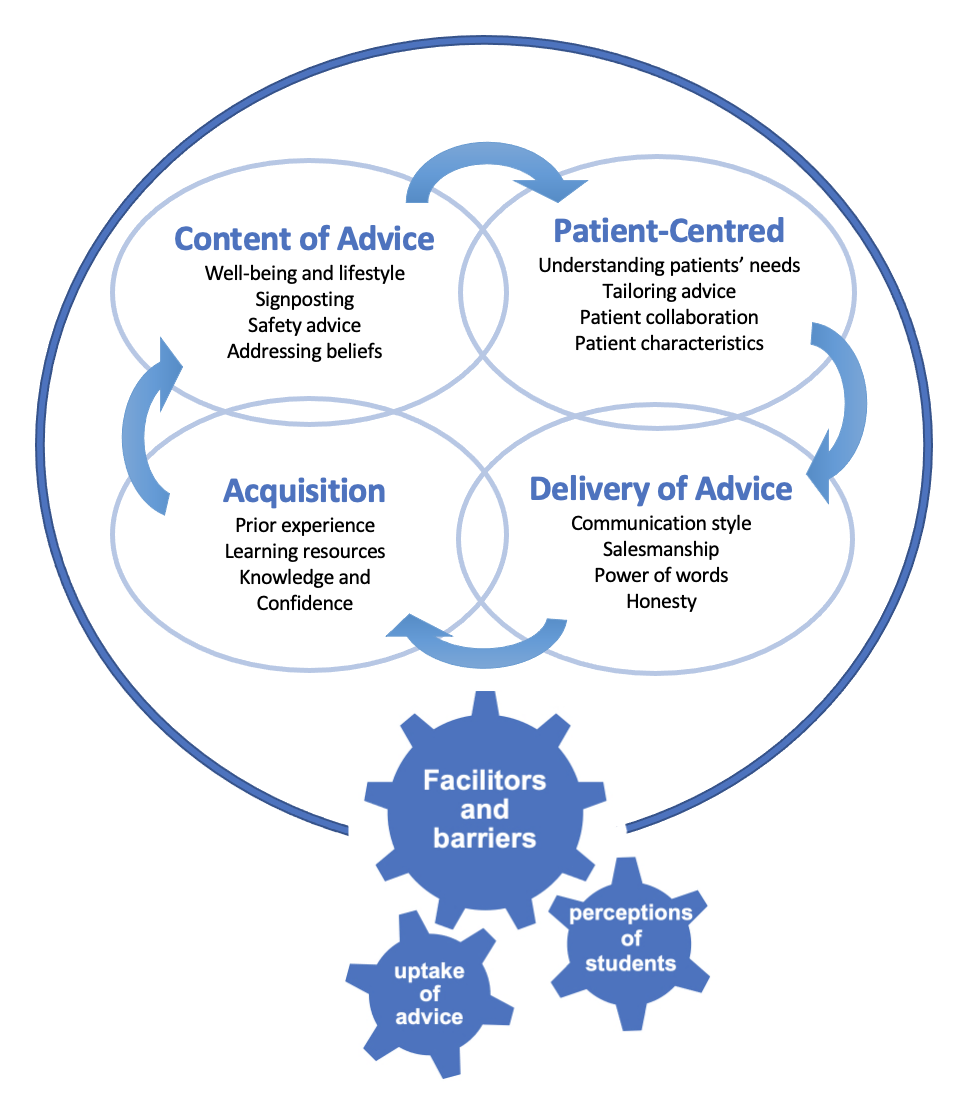 Content of Advice
Well-being and lifestyle
Signposting
Safety advice
Addressing beliefs
Patient-Centred
Understanding patients’ needs
Tailoring advice
Patient collaboration
Patient characteristics
Acquisition
Prior experience
Learning resources
Knowledge and
Confidence
Delivery of Advice
Communication style
Salesmanship
Power of words
Honesty
Facilitors
and
barriers
perceptions
of
students
uptake
of
advice